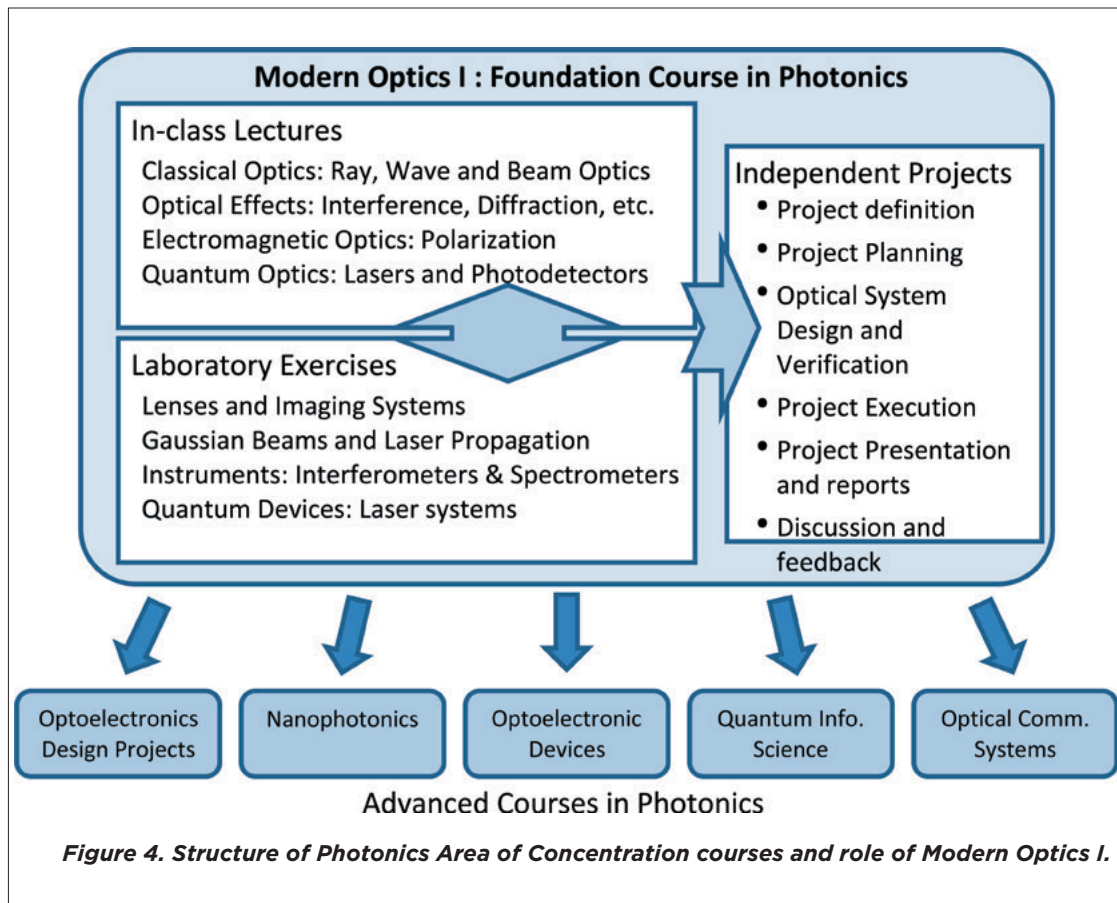 Modern Optics I : Foundation Course in Photonics
In-class Lectures
Classical Optics: Ray, Wave and Beam Optics
Optical Effects: Interference, Diffraction, etc.
Electromagnetic Optics: Polarization
Quantum Optics: Lasers and Photodetectors
Laboratory Exercises
Lenses and Imaging Systems
Gaussian Beams and Laser Propagation
Instruments: Interferometers & Spectrometers
Quantum Devices: Laser systems
Independent Projects
• Project definition
• Project Planning
• Optical System
Design and
Verification
• Project Execution
• Project Presentation
and reports
• Discussion and
feedback
Optoelectronics
Design Projects
Nanophotonics
Optoelectronic
Devices
Quantum Info.
Science
Optical Comm.
Systems
Advanced Courses in Photonics
Figure 4. Structure of Photonics Area of Concentration courses and role of Modern Optics I.